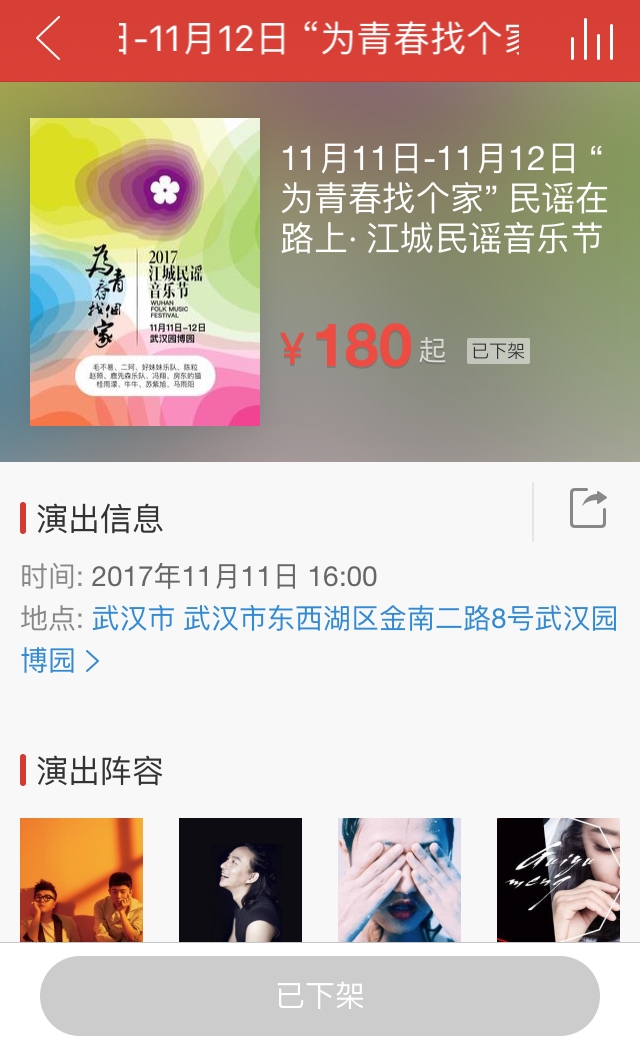 日-11月12日 “为青春找个家
11月11日-11月12日 “
为青春找个家” 民谣在
路上· 江城民谣音乐节
¥ 180 起 已下架
為青春找個家
2017
江城民谣
音乐节
WUHAN
FOLK MUSIC
FESTIVAL
11月11日-12日
武汉园博园
毛不易、二珂、好妹妹乐队、陈粒
赵照、鹿先森乐队、冯翔、房东的猫
桂雨濛、牛牛、苏紫旭、马雨阳
演出信息
时间: 2017年11月11日 16:00
地点: 武汉市 武汉市东西湖区金南二路8号武汉园
博园 >
演出阵容
已下架